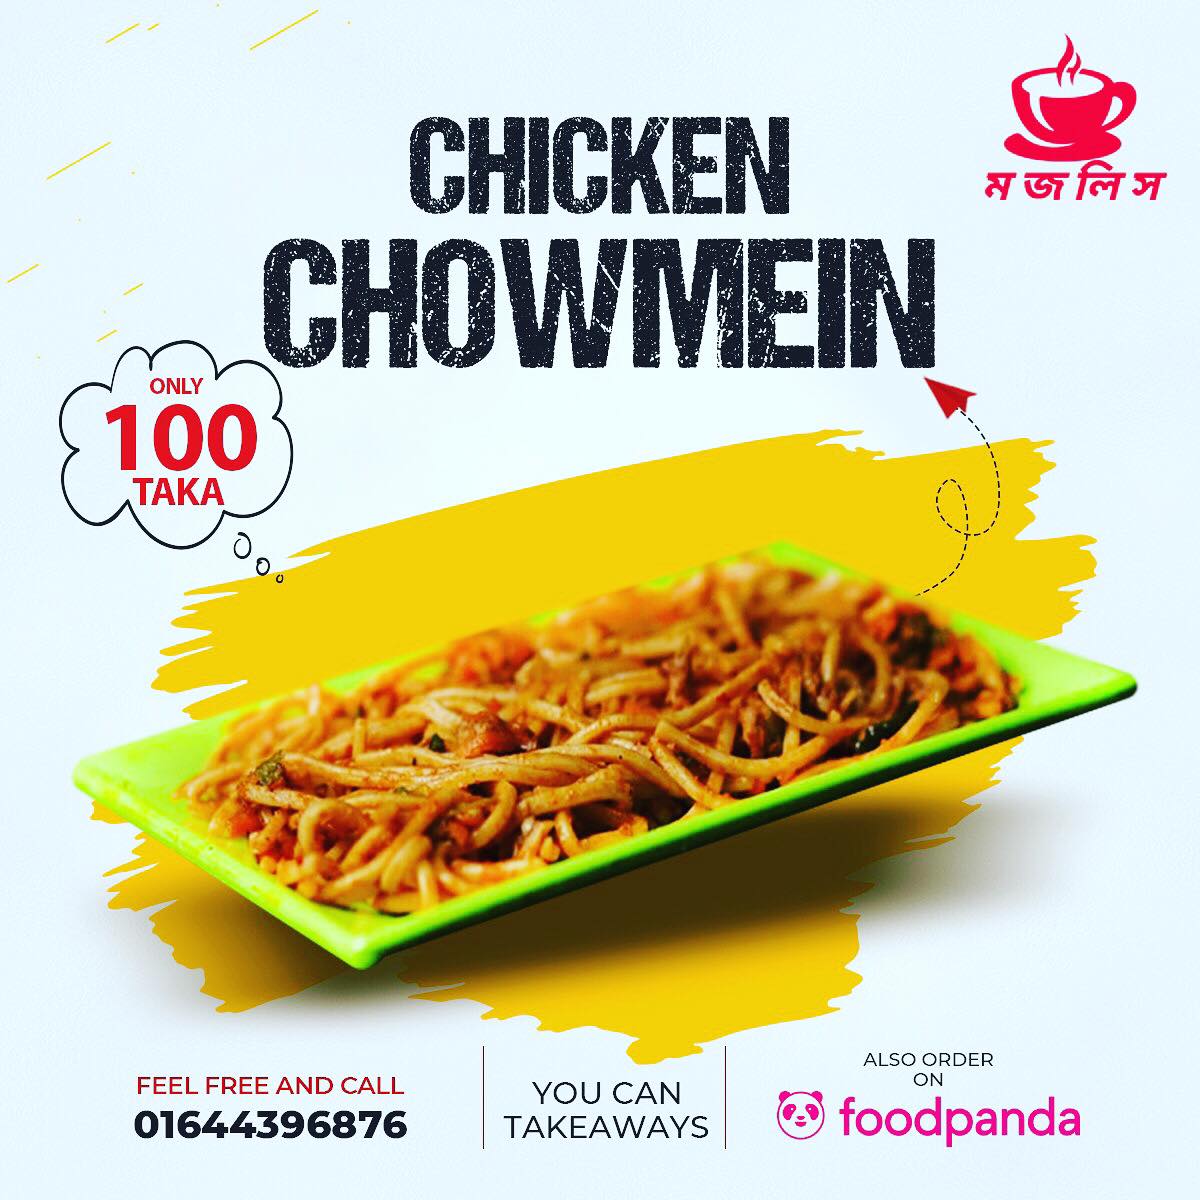 মজলিস
CHICKEN
CHOWMEIN
ONLY
100
TAKA
FEEL FREE AND CALL
01644396876
YOU CAN
TAKEAWAYS
ALSO ORDER
ON
foodpanda